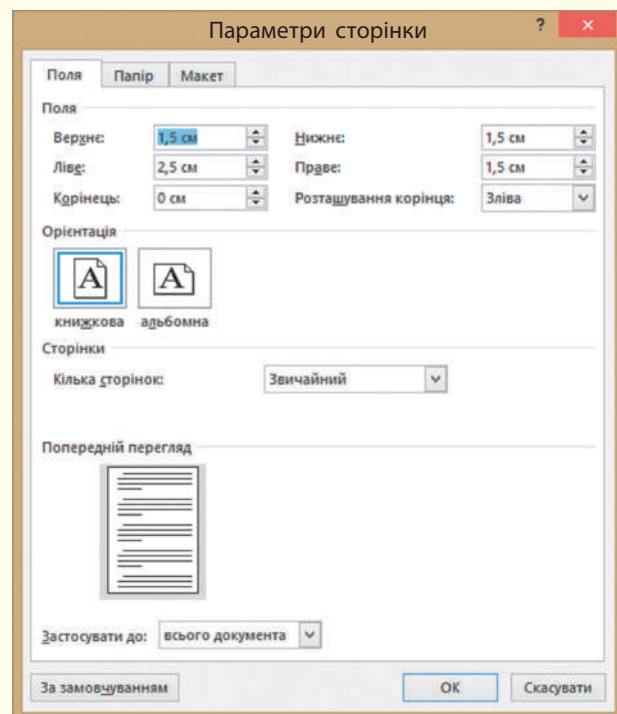 Параметри сторінки ?
Поля Папір Макет
Поля
Верхнє: 1,5 см Нижнє: 1,5 см
Ліве: 2,5 см Праве: 1,5 см
Корінець: 0 см Розташування корінця: Зліва
Орієнтація
A A
книжкова альбомна
Сторінки
Кілька сторінок: Звичайний
Попередній перегляд
Застосувати до: всього документа
За замовчуванням ОК Скасувати